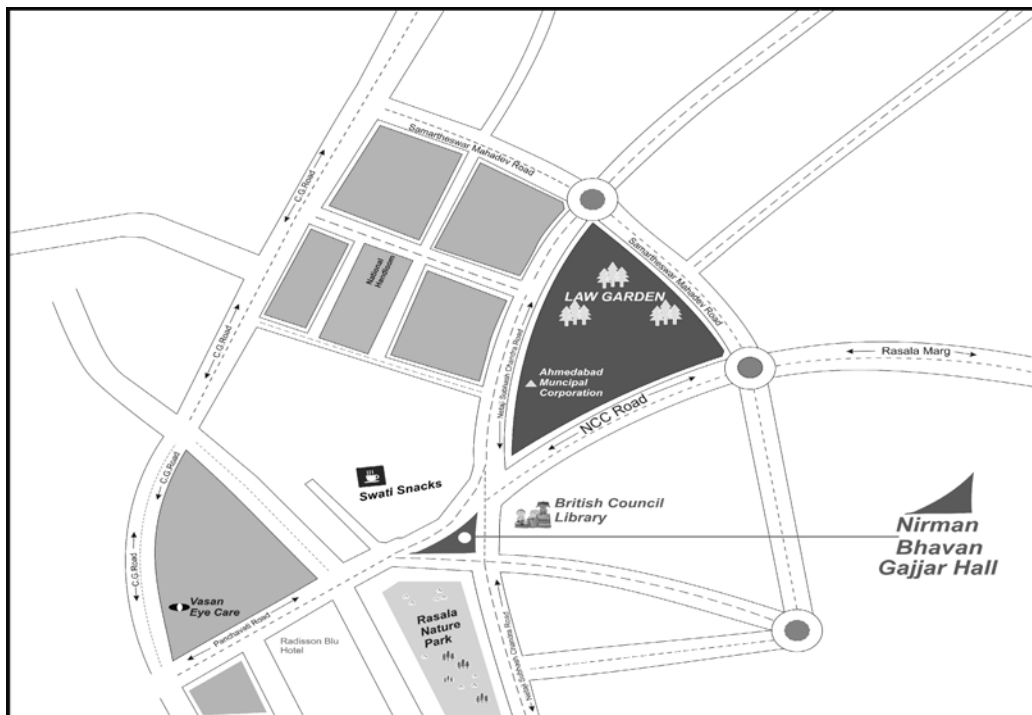 Samartheswar Mahadev Road
C.G.Road
National
Handloom
Samartheswar Mahadev Road
LAW GARDEN
C.G.Road
Netaji Subhash Chandra Road
Ahmedabad
Muncipal
Corporation
Rasala Marg
NCC Road
C.G.Road
Swati Snacks
British Council
Library
Nirman
Bhavan
Gajjar Hall
C.G.Road
Vasan
Eye Care
Panchavati Road
Radisson Blu
Hotel
Rasala
Nature
Park
Netaji Subhash Chandra Road